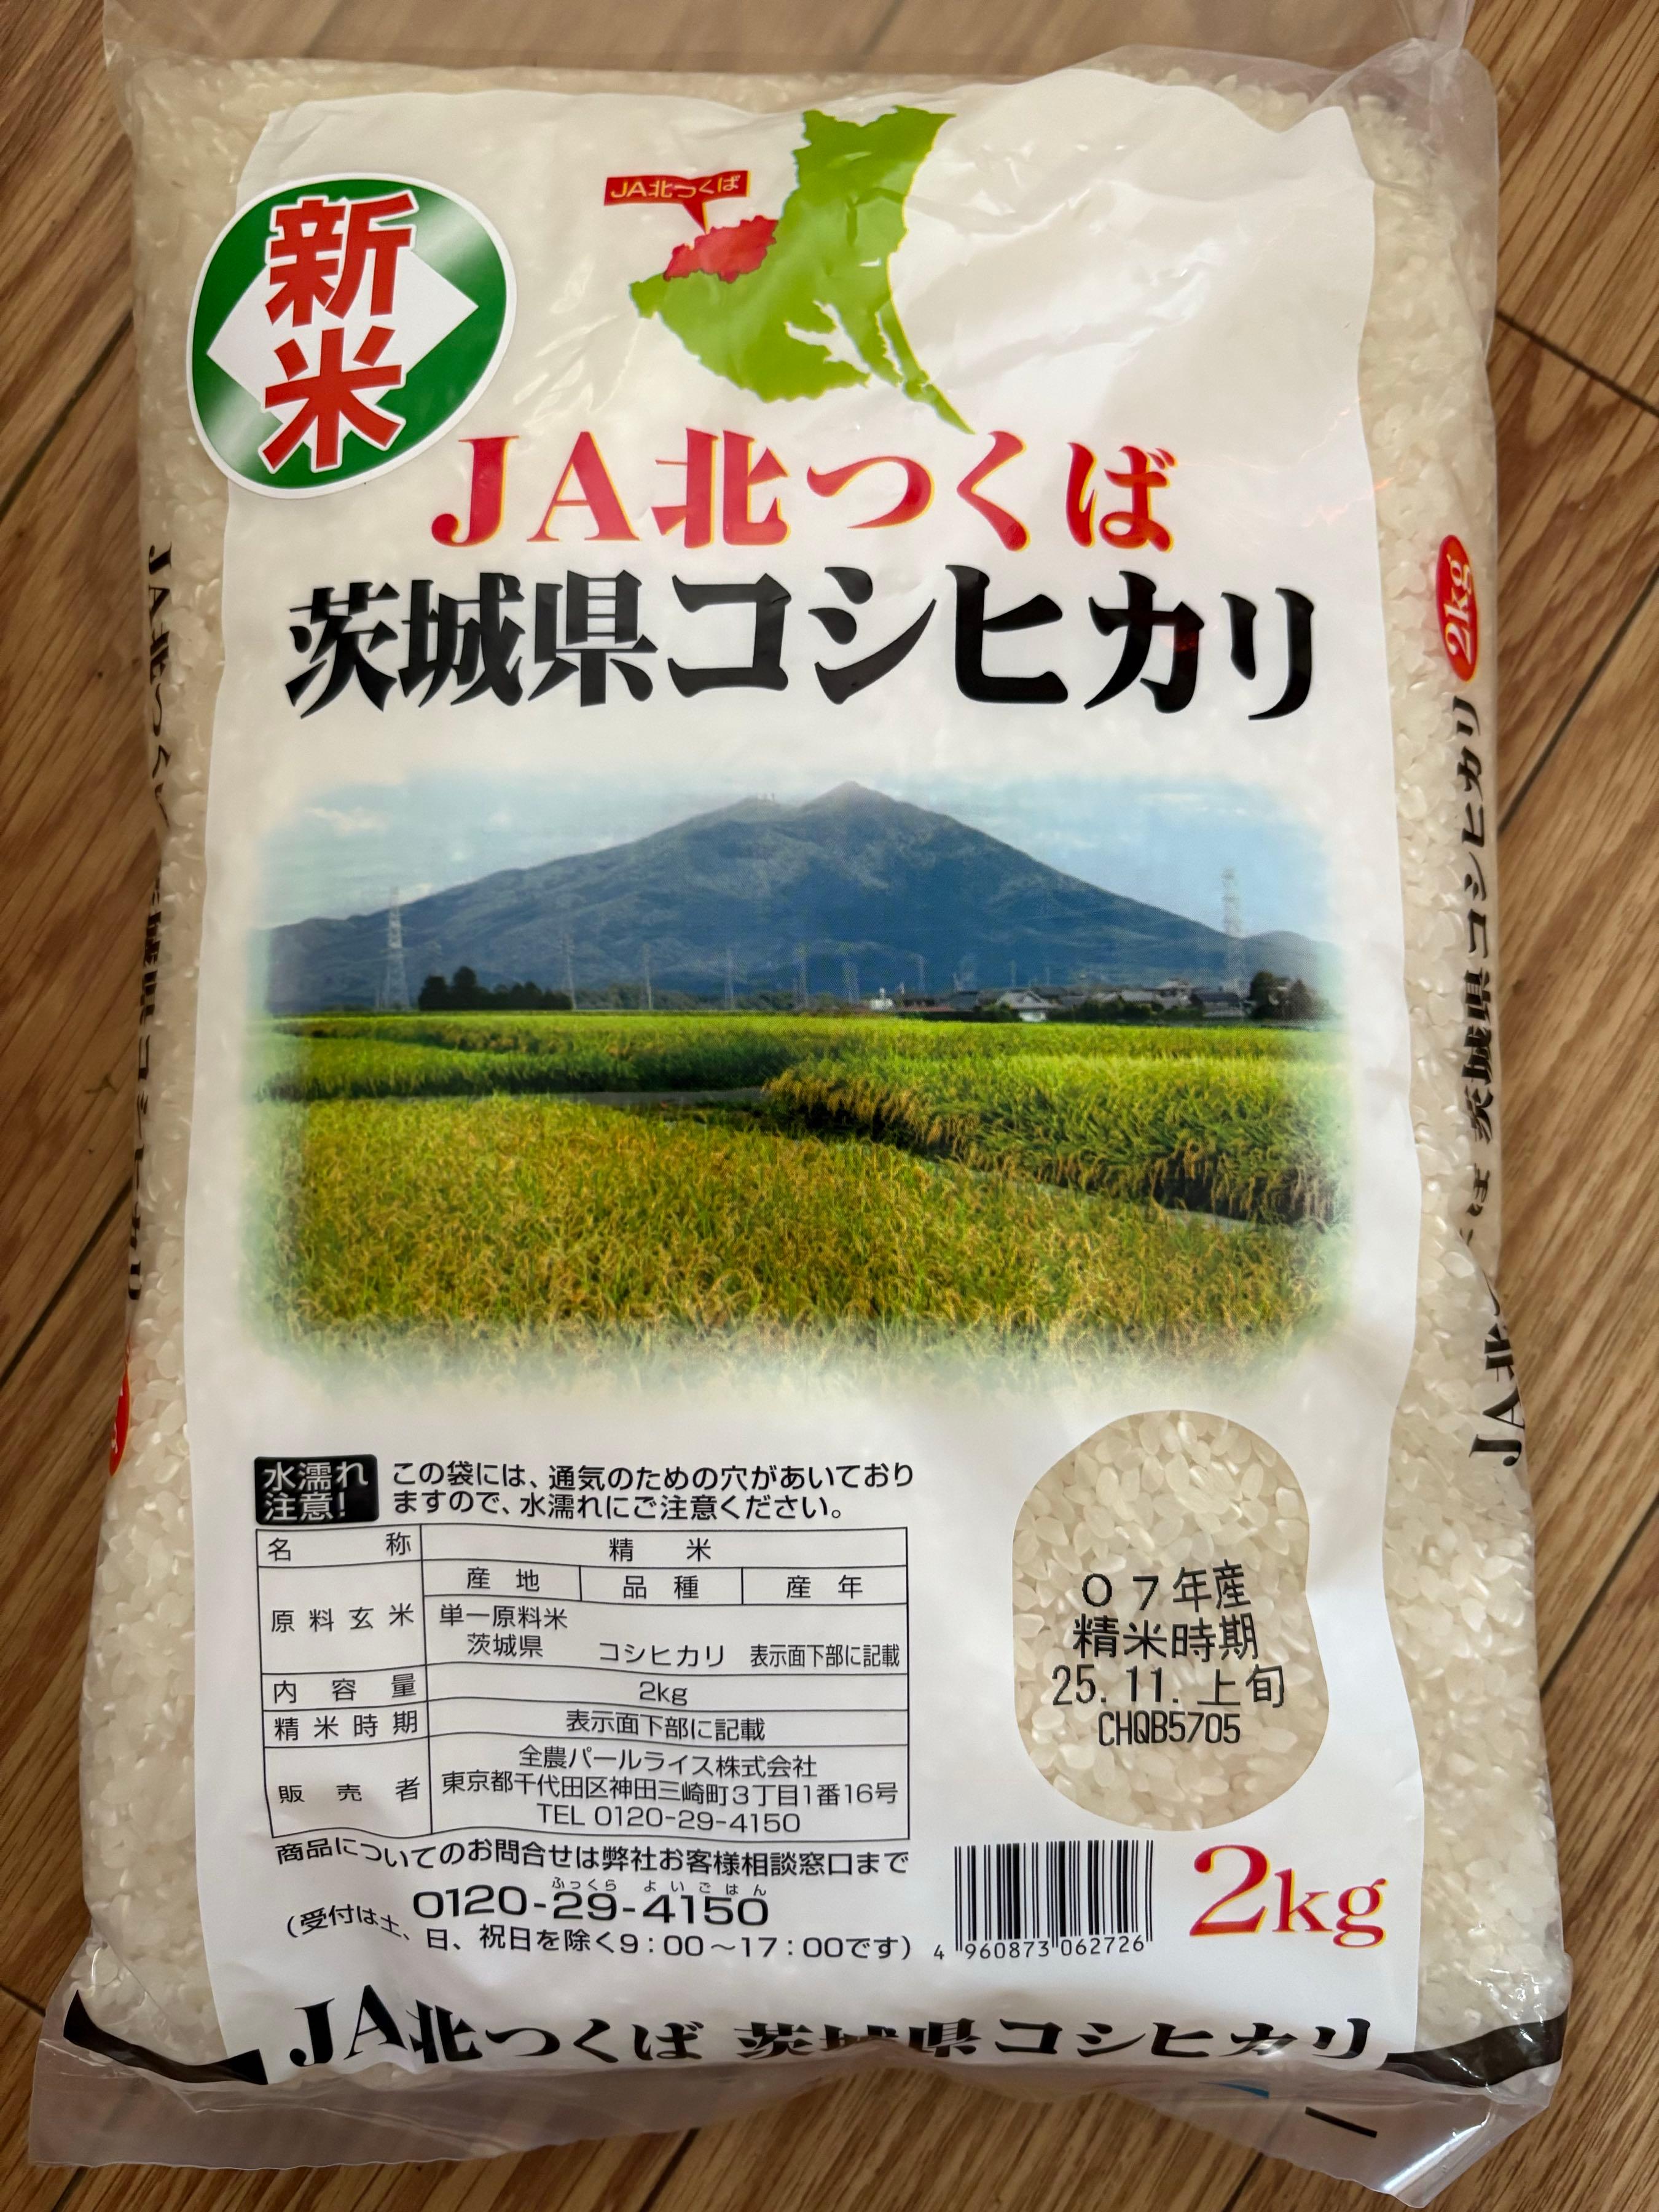 JA北つくば
新米
JA北つくば
茨城県コシヒカリ
2kg
茨城県コシヒカリ
水濡れ
注意!
この袋には、通気のための穴があいており
ますので、水濡れにご注意ください。
名称 精米
原料玄米 産地 品種 産年
単一原料米
茨城県 コシヒカリ 表示面下部に記載
内容量 2kg
精米時期 表示面下部に記載
販売者 全農パールライス株式会社
東京都千代田区神田三崎町3丁目1番16号
TEL 0120-29-4150
商品についてのお問合せは弊社お客様相談窓口まで
ふっくら よいごはん
0120-29-4150
(受付は土、日、祝日を除く9:00~17:00です)
07年産
精米時期
25.11.上旬
CHQB5705
4 960873 062726
2kg
JA北つくば 茨城県コシヒカリ